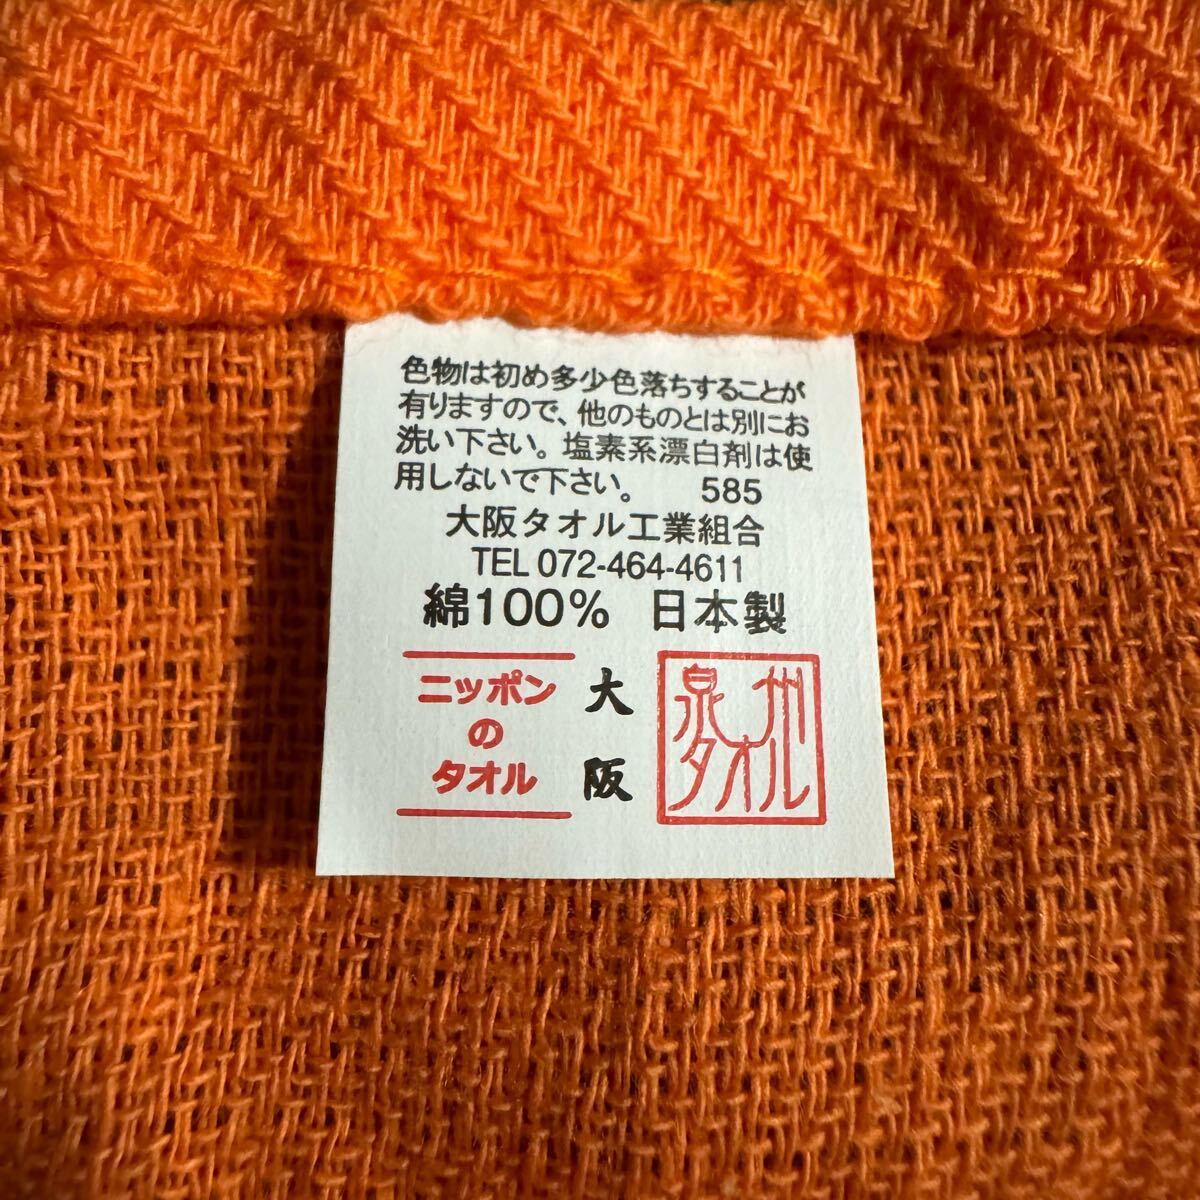 色物は初め多少色落ちすることが
有りますので、他のものとは別にお
洗い下さい。塩素系漂白剤は使
用しないで下さい。 585
大阪タオル工業組合
TEL 072-464-4611
綿100% 日本製
ニッポン
の
タオル
大
阪
泉州
タオル